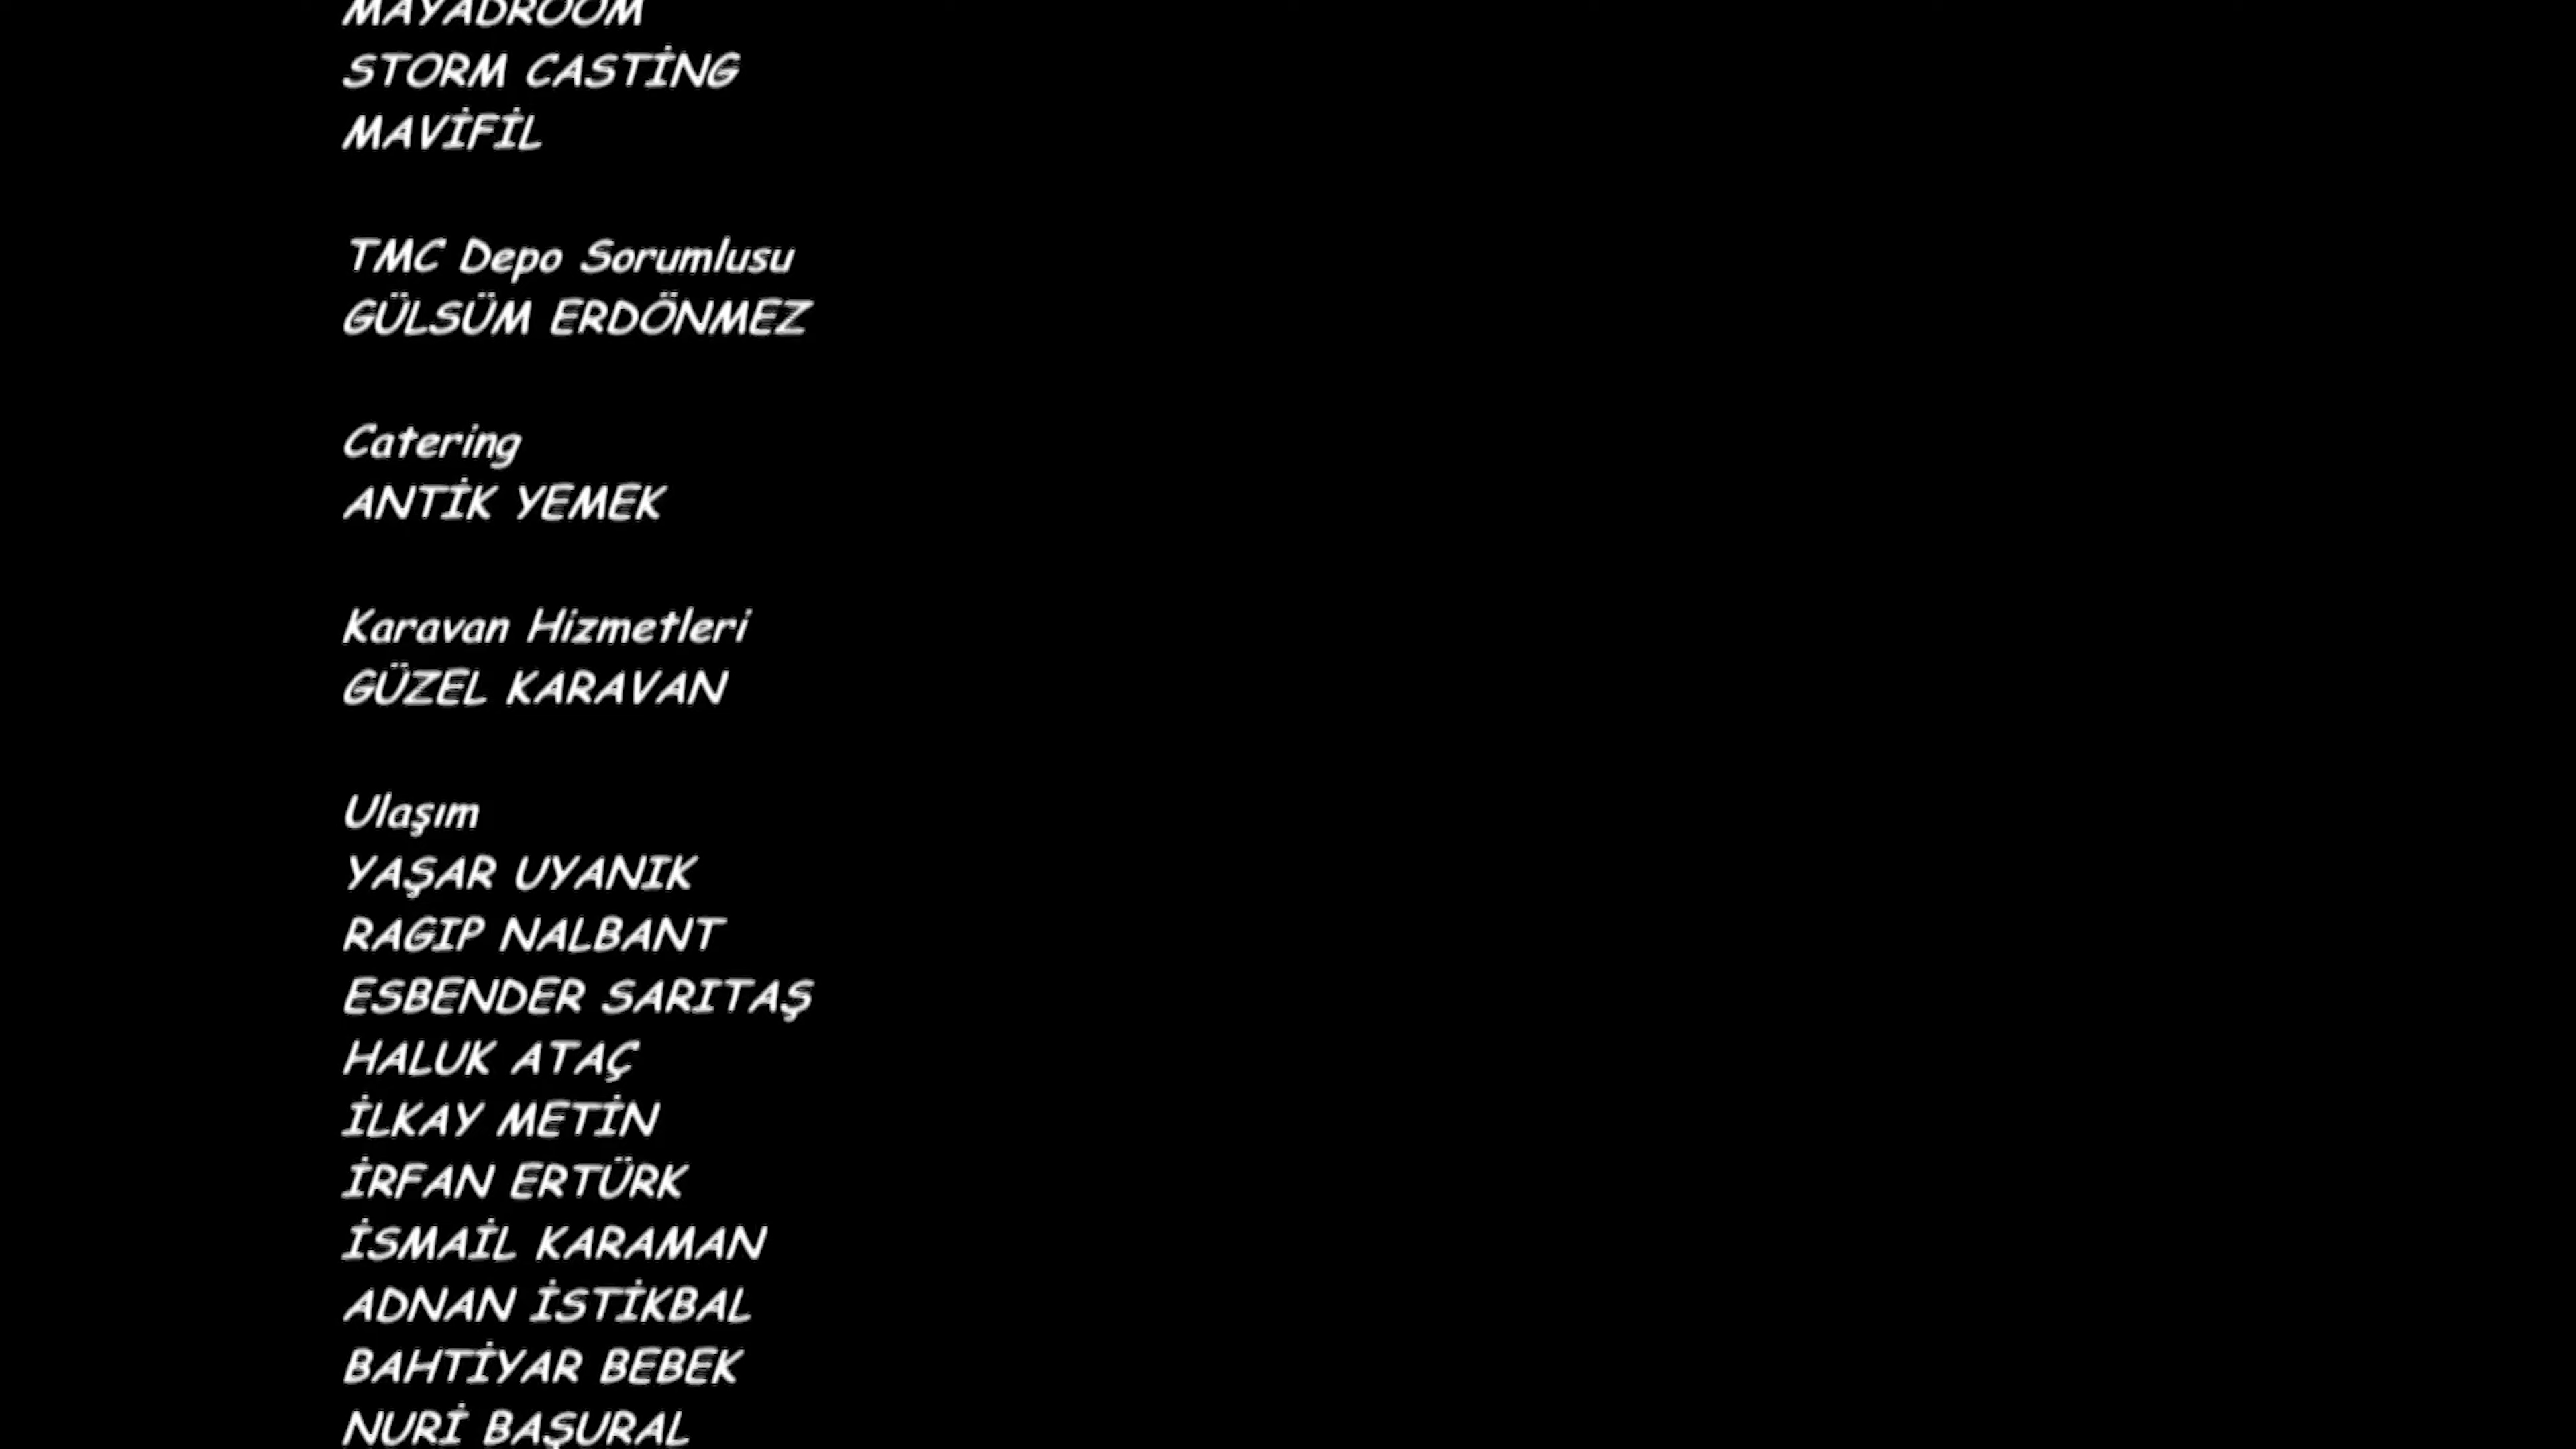 MAYADROOM
STORM CASTİNG
MAVİFİL
TMC Depo Sorumlusu
GÜLSÜM ERDÖNMEZ
Catering
ANTİK YEMEK
Karavan Hizmetleri
GÜZEL KARAVAN
Ulaşım
YAŞAR UYANIK
RAGIP NALBANT
ESBENDER SARITAŞ
HALUK ATAÇ
İLKAY METİN
İRFAN ERTÜRK
İSMAİL KARAMAN
ADNAN İSTİKBAL
BAHTİYAR BEBEK
NURİ BAŞURAL